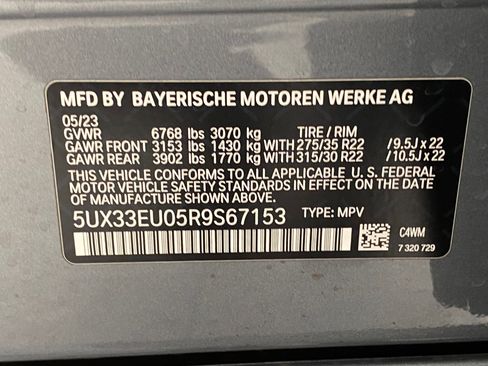 MFD BY BAYERISCHE MOTOREN WERKE AG
05/23
GVWR 6768 lbs 3070 kg TIRE / RIM
GAWR FRONT 3153 lbs 1430 kg WITH 275/35 R22 / 9.5J x 22
GAWR REAR 3902 lbs 1770 kg WITH 315/30 R22 / 10.5J x 22
THIS VEHICLE CONFORMS TO ALL APPLICABLE, U. S. FEDERAL
MOTOR VEHICLE SAFETY STANDARDS IN EFFECT ON THE DATE
OF MANUFACTURE SHOWN ABOVE.
5UX33EU05R9S67153 TYPE: MPV
C4WM
7 320 729